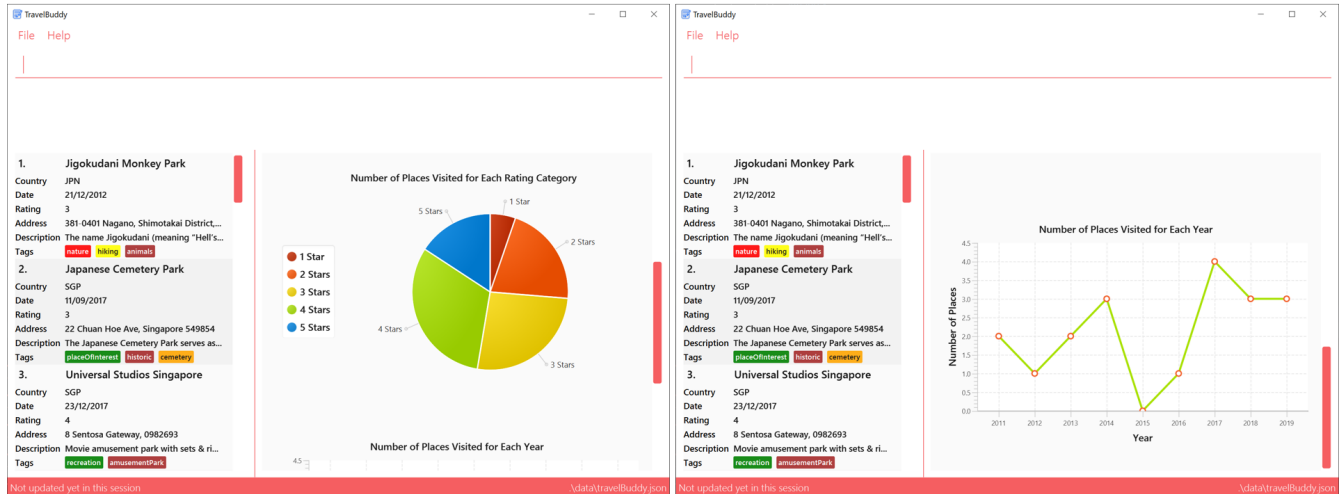 TravelBuddy
File Help
1. Jigokudani Monkey Park
Country JPN
Date 21/12/2012
Rating 3
Address 381-0401 Nagano, Shimotakai District,...
Description The name Jigokudani (meaning "Hell's...
Tags nature hiking animals
2. Japanese Cemetery Park
Country SGP
Date 11/09/2017
Rating 3
Address 22 Chuan Hoe Ave, Singapore 549854
Description The Japanese Cemetery Park serves as...
Tags placeOfInterest historic cemetery
3. Universal Studios Singapore
Country SGP
Date 23/12/2017
Rating 4
Address 8 Sentosa Gateway, 0982693
Description Movie amusement park with sets & ri...
Tags recreation amusementPark
Number of Places Visited for Each Rating Category
1 Star
5 Stars
2 Stars
4 Stars
3 Stars
1 Star
2 Stars
3 Stars
4 Stars
5 Stars
Number of Places Visited for Each Year
4.5
Not updated yet in this session .\data\travelBuddy.json
TravelBuddy
File Help
1. Jigokudani Monkey Park
Country JPN
Date 21/12/2012
Rating 3
Address 381-0401 Nagano, Shimotakai District,...
Description The name Jigokudani (meaning "Hell's...
Tags nature hiking animals
2. Japanese Cemetery Park
Country SGP
Date 11/09/2017
Rating 3
Address 22 Chuan Hoe Ave, Singapore 549854
Description The Japanese Cemetery Park serves as...
Tags placeOfInterest historic cemetery
3. Universal Studios Singapore
Country SGP
Date 23/12/2017
Rating 4
Address 8 Sentosa Gateway, 0982693
Description Movie amusement park with sets & ri...
Tags recreation amusementPark
Number of Places Visited for Each Year
Number of Places
4.5
4.0
3.5
3.0
2.5
2.0
1.5
1.0
0.5
0.0
2011 2012 2013 2014 2015 2016 2017 2018 2019
Year
Not updated yet in this session .\data\travelBuddy.json